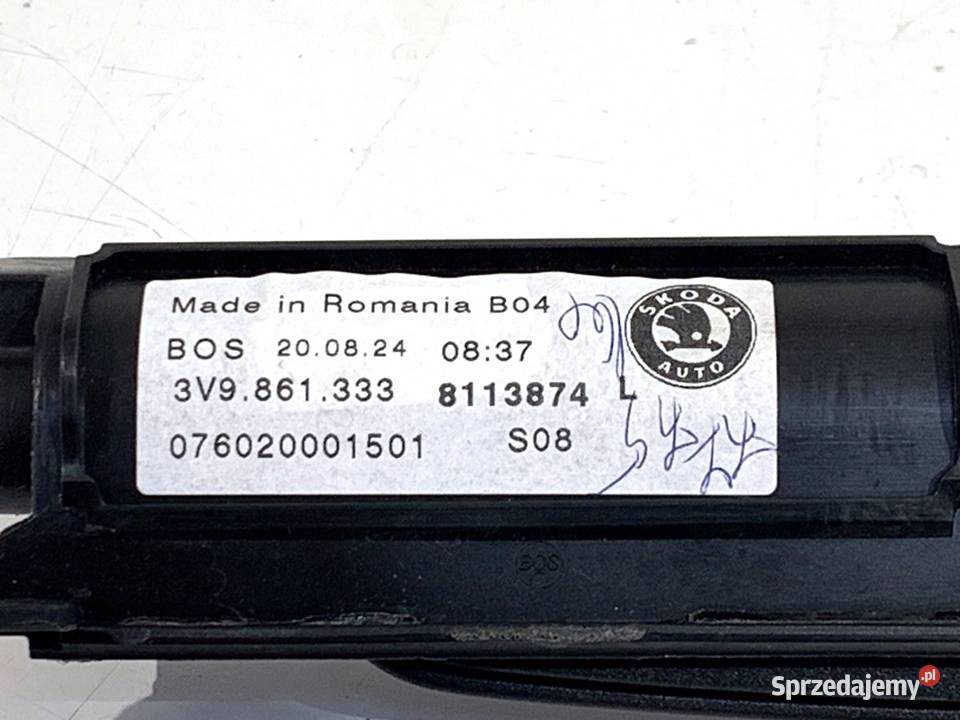 Made in Romania B04
BOS 20.08.24 08:37
3V9.861.333 8113874 L
076020001501 S08
SKODA
AUTO
BOS
Sprzedajemy.pl